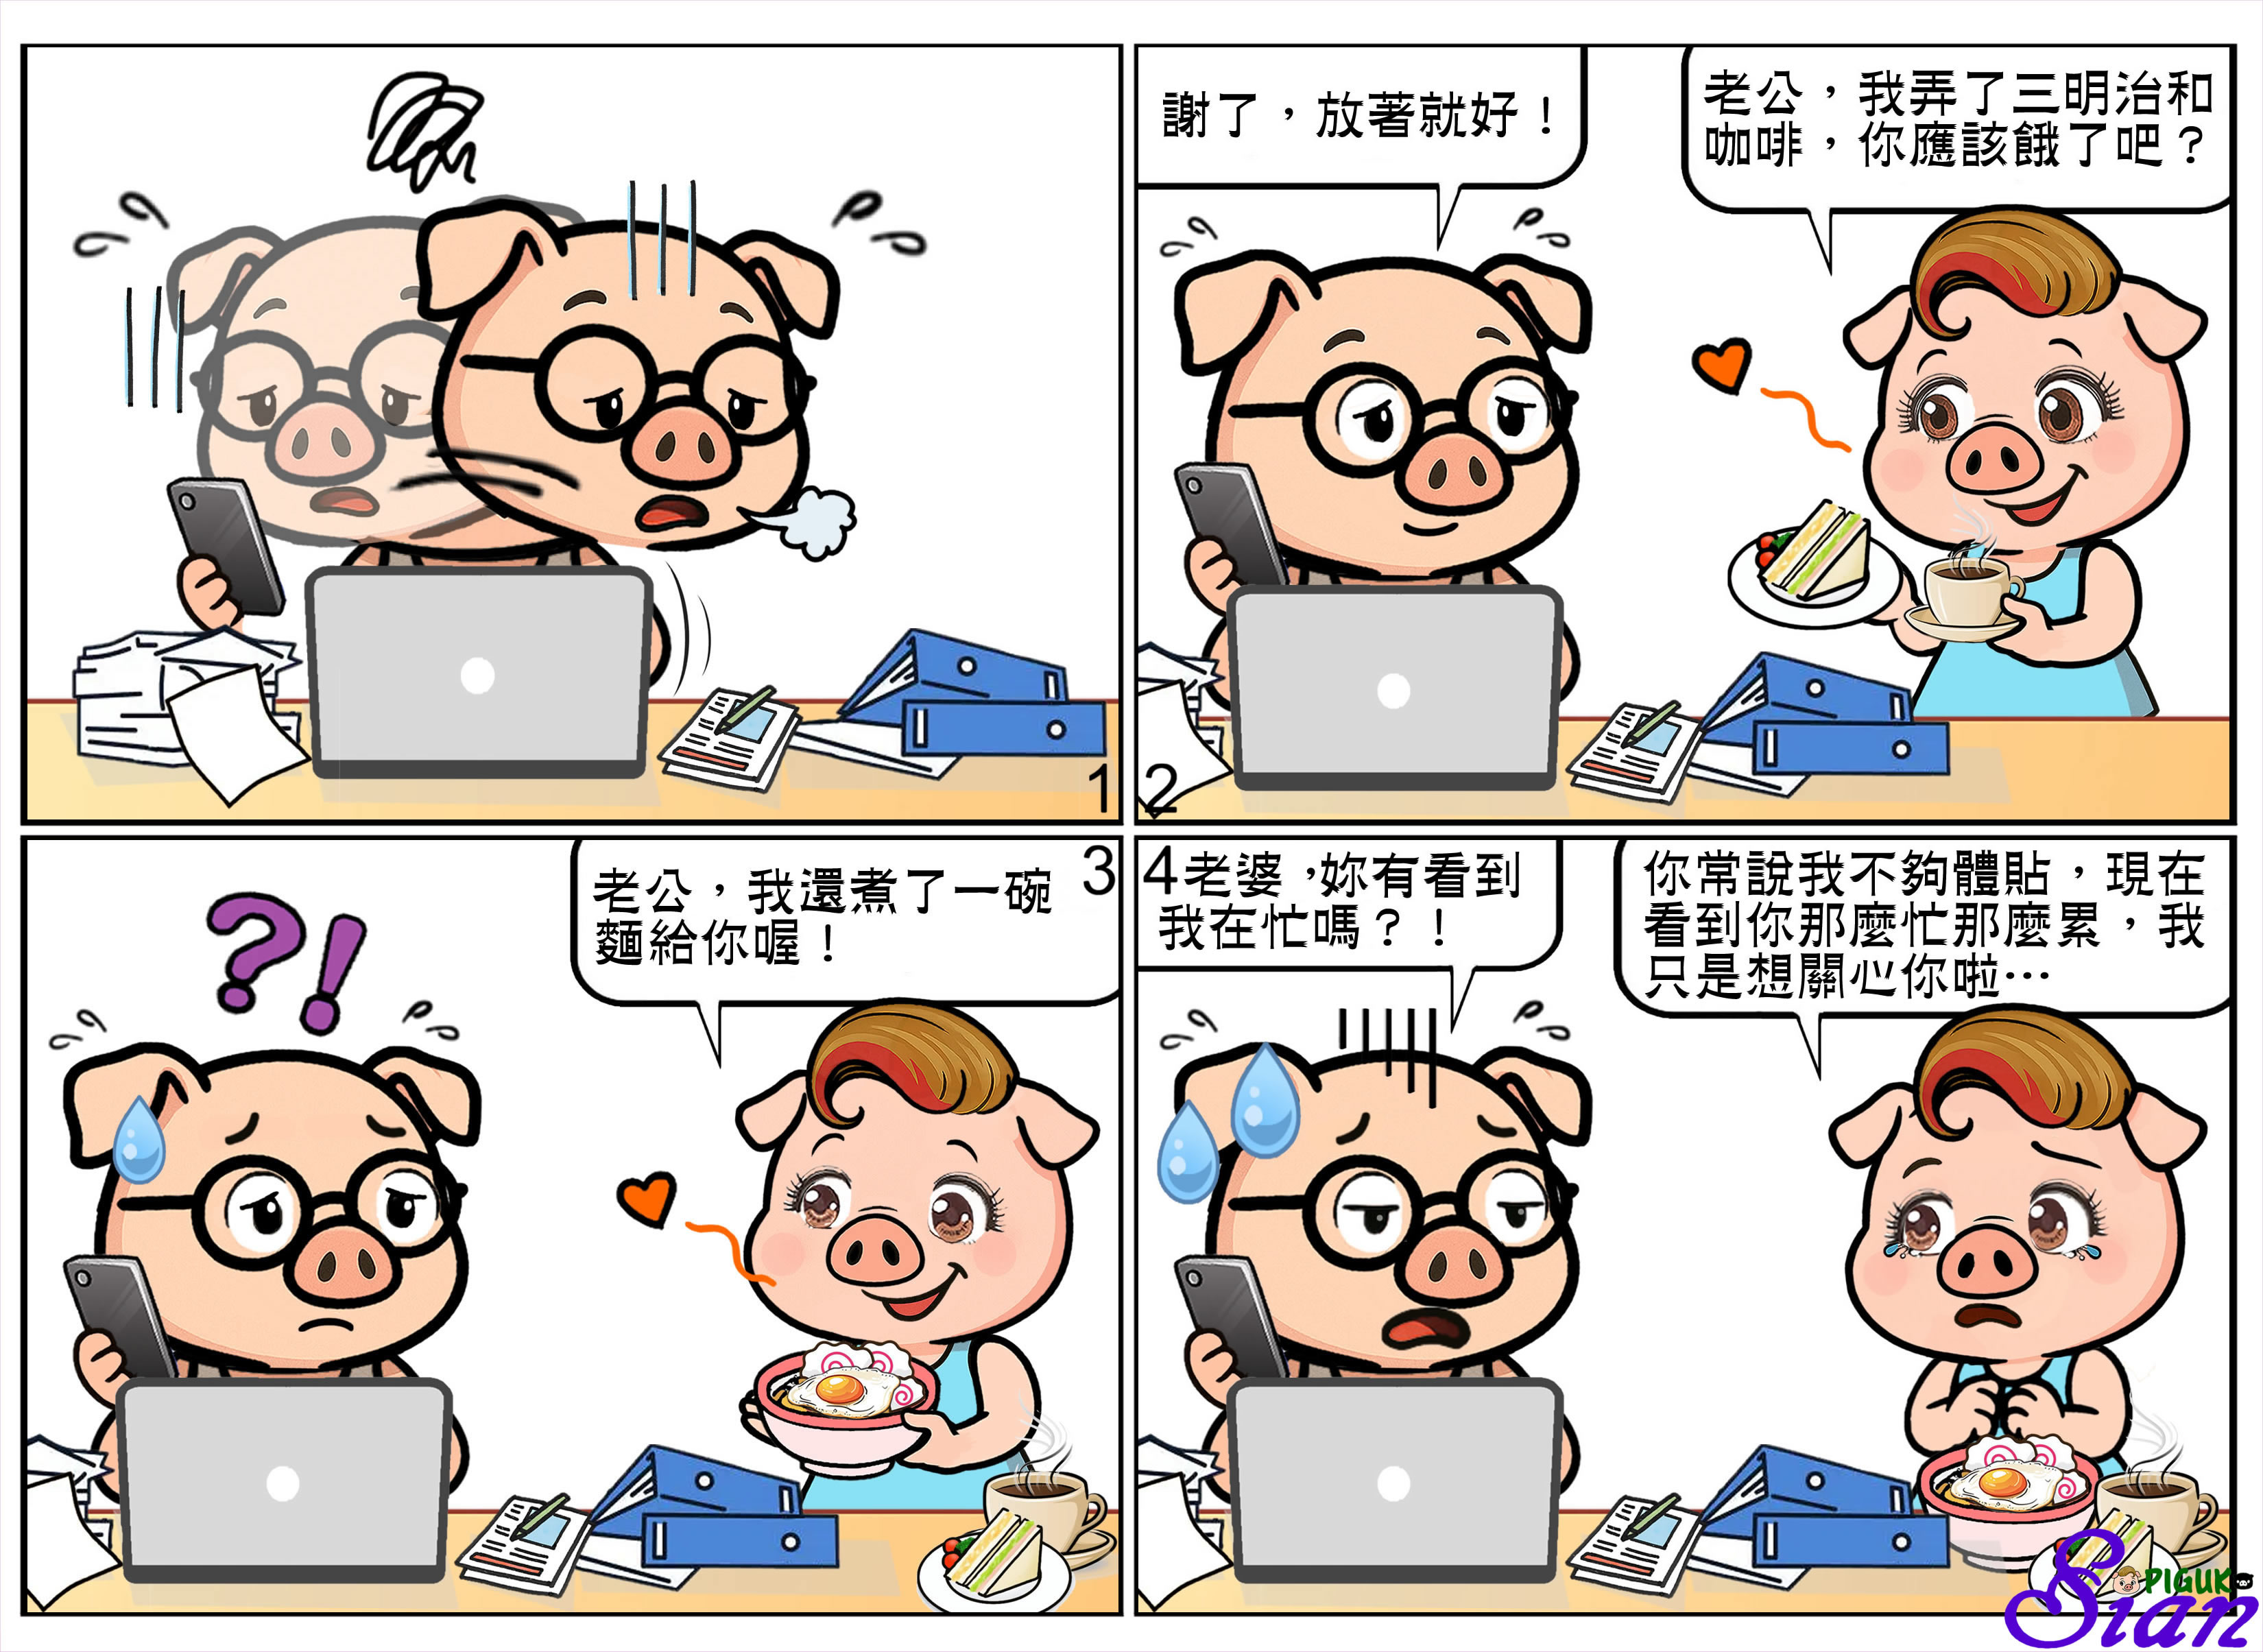 1
謝了，放著就好！
老公，我弄了三明治和
咖啡，你應該餓了吧？
2
老公，我還煮了一碗
麵給你喔！
3
?!
4
老婆，妳有看到
我在忙嗎？！
你常說我不夠體貼，現在
看到你那麼忙那麼累，我
只是想關心你啦…
PIGUK
Sian